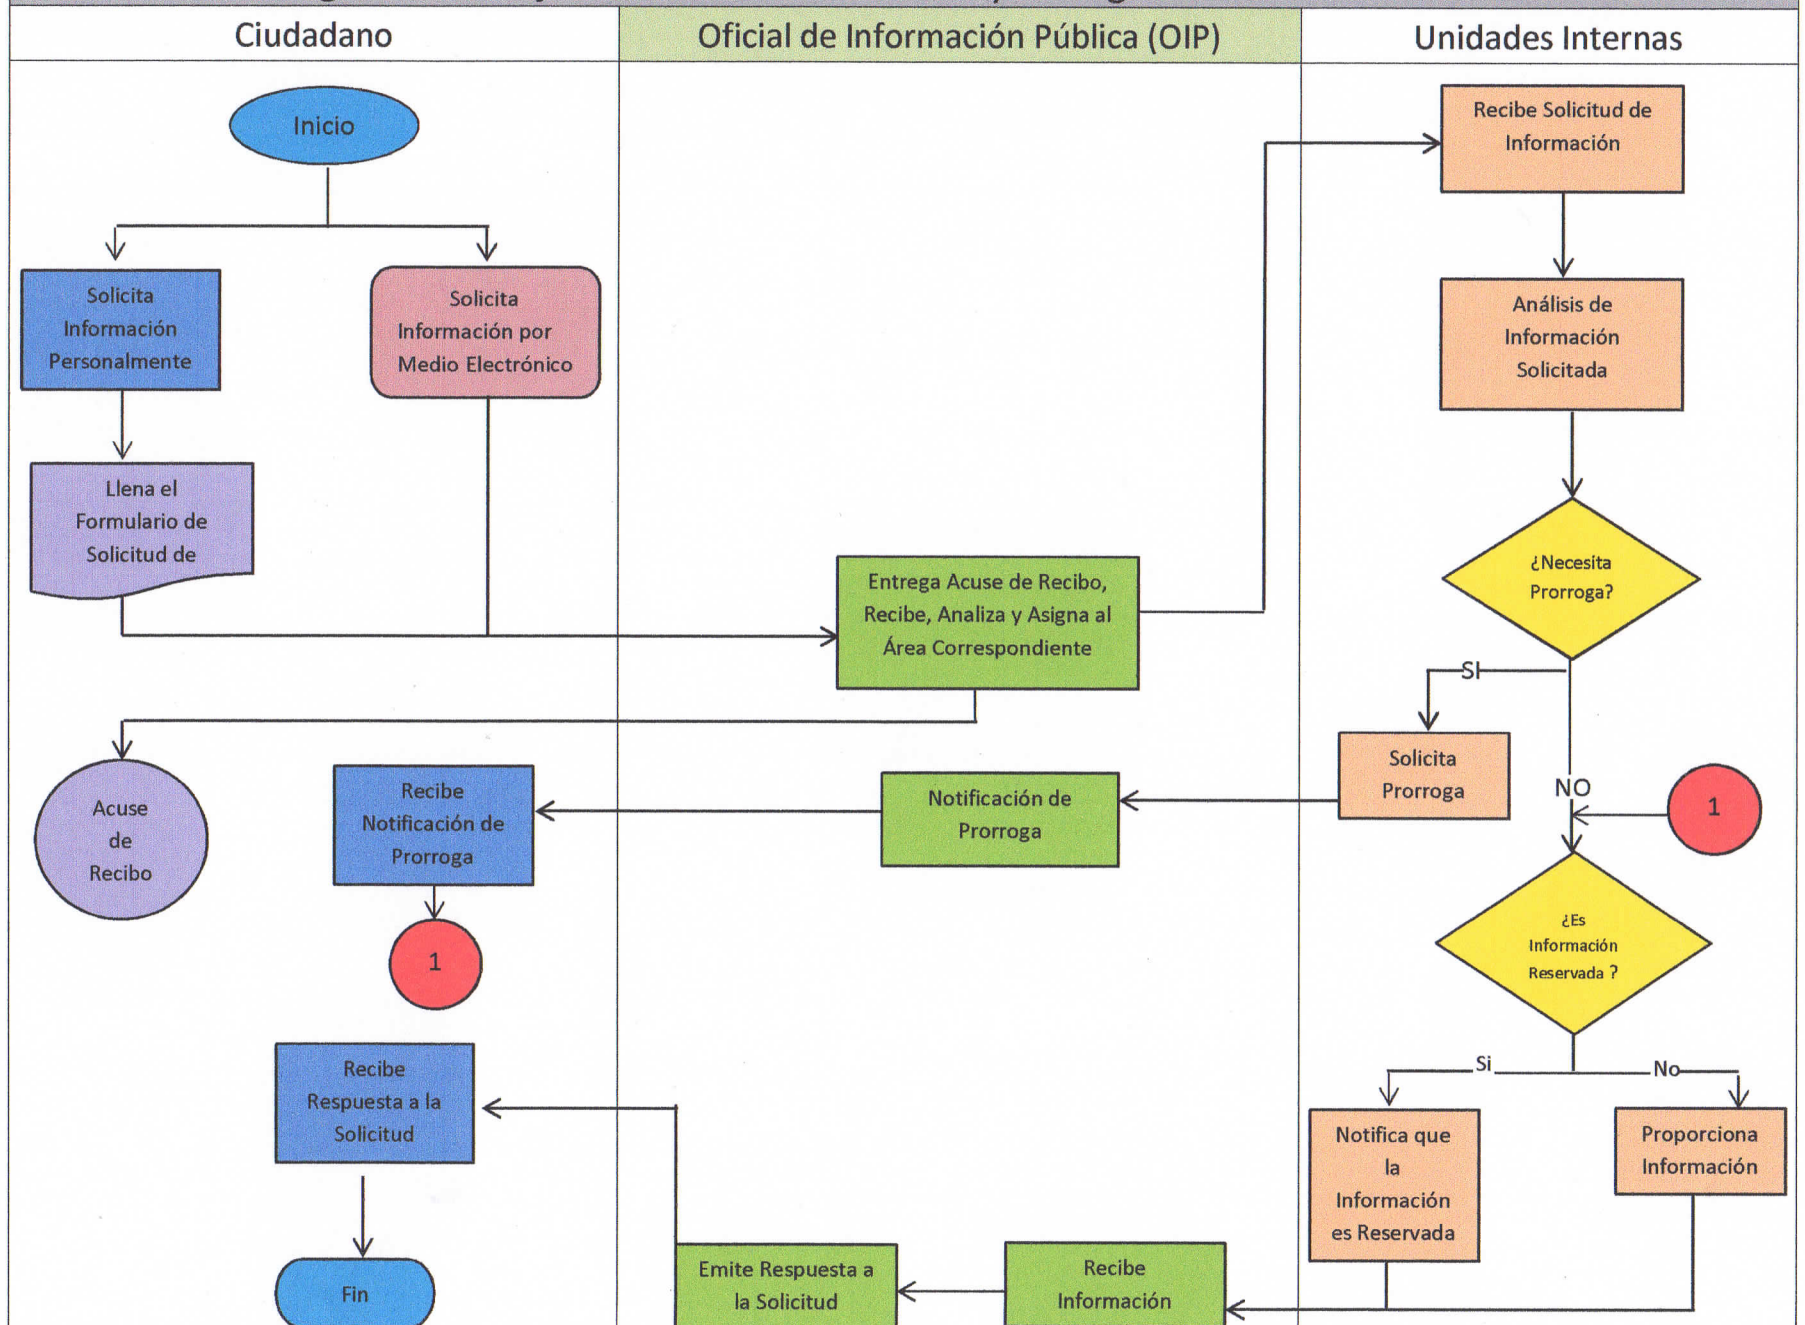 Ciudadano
Oficial de Información Pública (OIP)
Unidades Internas
Inicio
Solicita
Información
Personalmente
Solicita
Información por
Medio Electrónico
Llena el
Formulario de
Solicitud de
Entrega Acuse de Recibo,
Recibe, Analiza y Asigna al
Área Correspondiente
Recibe Solicitud de
Información
Análisis de
Información
Solicitada
¿Necesita
Prorroga?
SI
NO
Solicita
Prorroga
1
Notificación de
Prorroga
Recibe
Notificación de
Prorroga
1
Acuse
de
Recibo
¿Es
Información
Reservada ?
Si
No
Notifica que
la
Información
es Reservada
Proporciona
Información
Recibe
Información
Emite Respuesta a
la Solicitud
Recibe
Respuesta a la
Solicitud
Fin